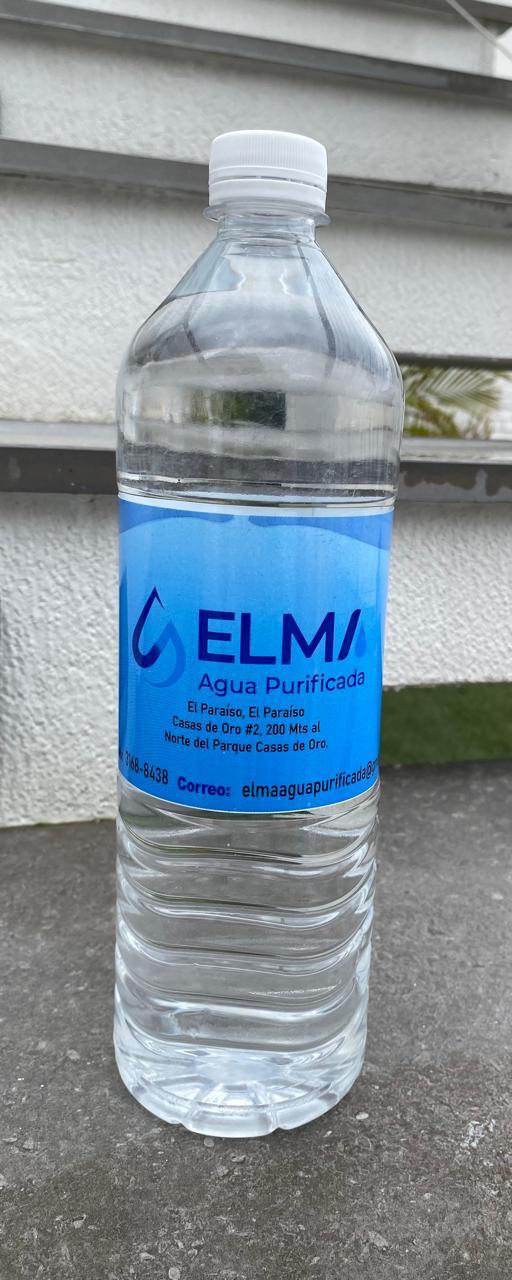 ELMA
Agua Purificada
El Paraíso, El Paraíso
Casas de Oro #2, 200 Mts al
Norte del Parque Casas de Oro.
3168-8438 Correo: elmaaguapurificada@